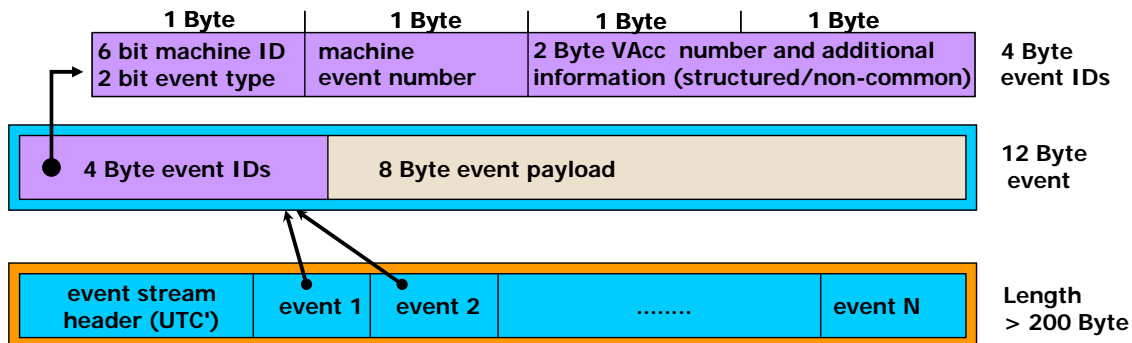 1 Byte 1 Byte 1 Byte 1 Byte
6 bit machine ID
2 bit event type
machine
event number
2 Byte VAcc number and additional
information (structured/non-common)
4 Byte
event IDs
4 Byte event IDs
8 Byte event payload
12 Byte
event
event stream
header (UTC')
event 1
event 2
........
event N
Length
> 200 Byte